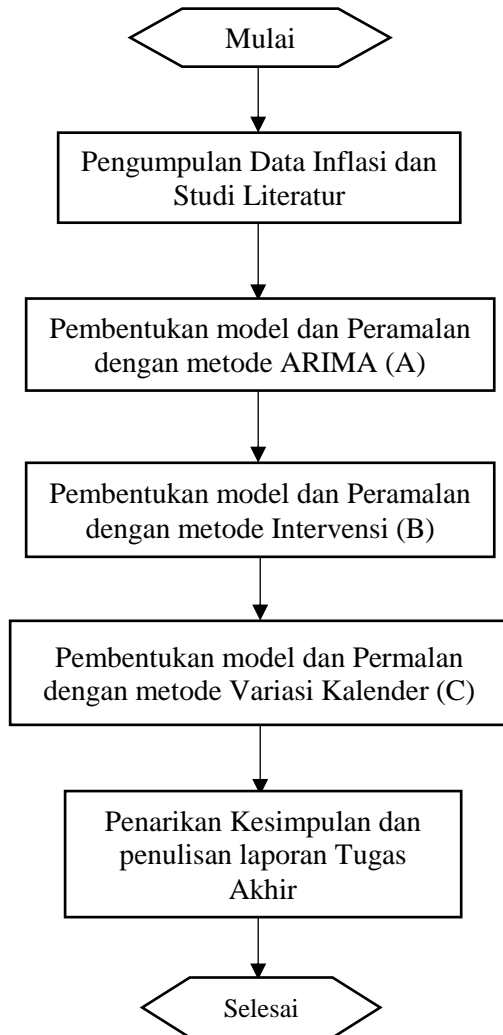 Mulai
Pengumpulan Data Inflasi dan
Studi Literatur
Pembentukan model dan Peramalan
dengan metode ARIMA (A)
Pembentukan model dan Peramalan
dengan metode Intervensi (B)
Pembentukan model dan Permalan
dengan metode Variasi Kalender (C)
Penarikan Kesimpulan dan
penulisan laporan Tugas
Akhir
Selesai